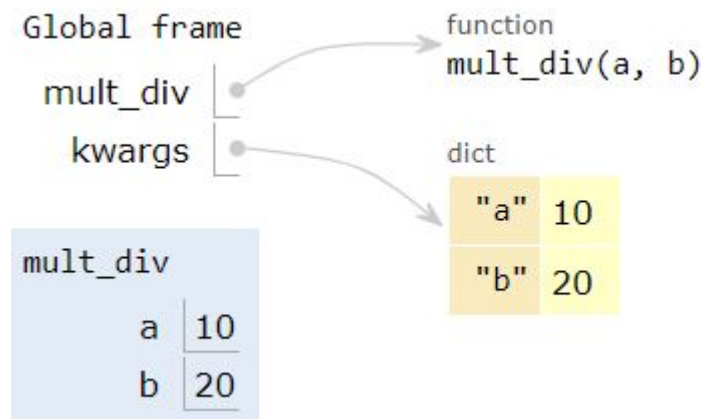 Global frame
mult_div
kwargs
function
mult_div(a, b)
dict
"a" 10
"b" 20
mult_div
a 10
b 20